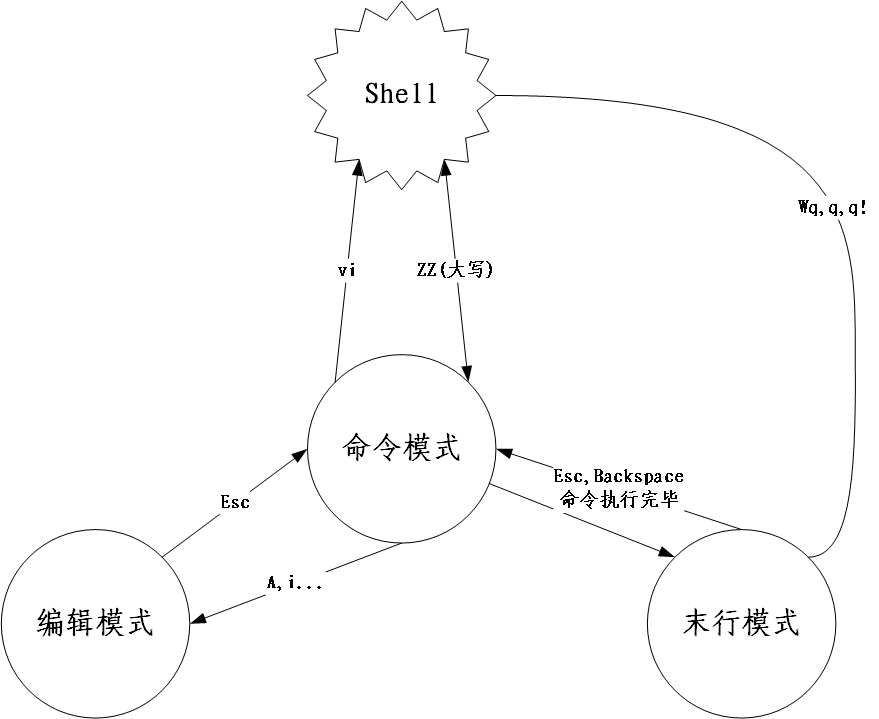 Shell
Wq,q,q!
vi
ZZ(大写)
命令模式
Esc,Backspace
命令执行完毕
Esc
A,i...
编辑模式
末行模式